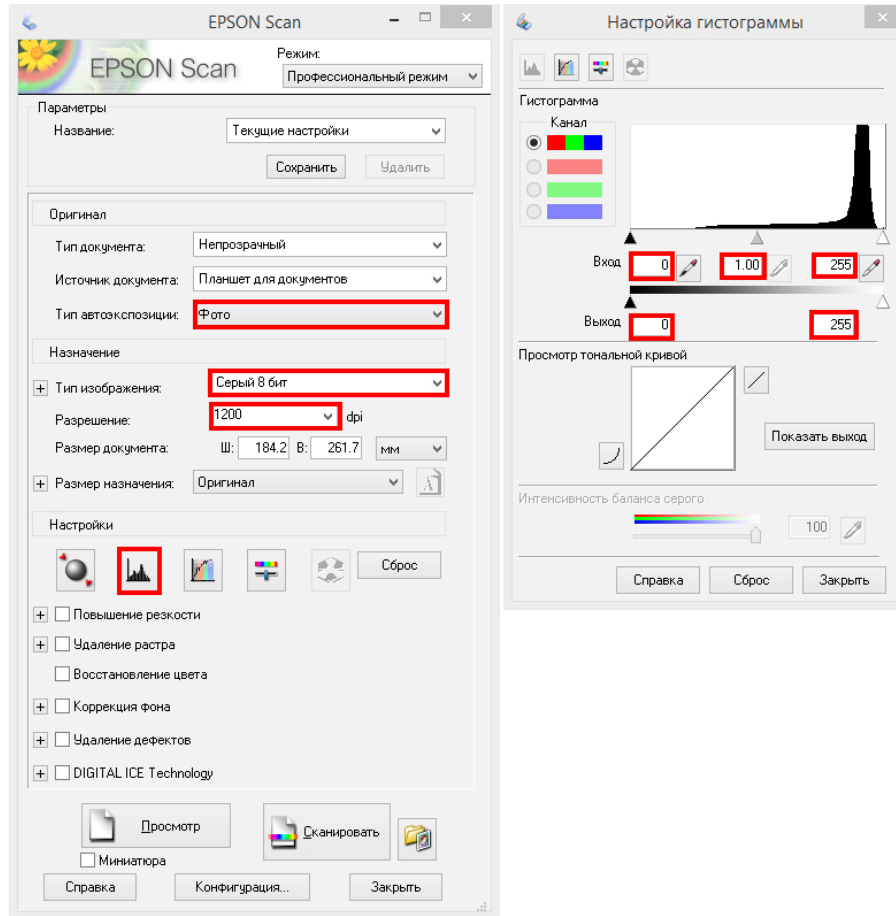 EPSON Scan
EPSON Scan
Режим:
Профессиональный режим
Параметры
Название:
Текущие настройки
Сохранить
Удалить
Оригинал
Тип документа:
Непрозрачный
Источник документа:
Планшет для документов
Тип автоэкспозиции:
Фото
Назначение
Тип изображения:
Серый 8 бит
Разрешение:
1200
dpi
Размер документа:
Ш: 184.2 В: 261.7 мм
Размер назначения:
Оригинал
A
Настройки
Сброс
Повышение резкости
Удаление растра
Восстановление цвета
Коррекция фона
Удаление дефектов
DIGITAL ICE Technology
Просмотр
Сканировать
Миниатюра
Справка
Конфигурация...
Закрыть
Настройка гистограммы
Гистограмма
Канал
Вход 0 1.00 255
Выход 0 255
Просмотр тональной кривой
Показать выход
Интенсивность баланса серого
100
Справка
Сброс
Закрыть